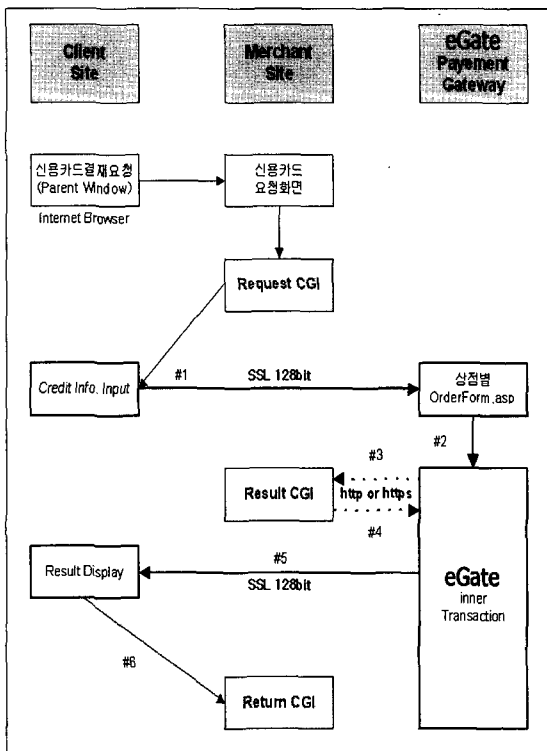 Client
Site
Merchant
Site
eGate
Payement
Gateway
신용카드결재요청
(Parent Window)
Internet Browser
신용카드
요청화면
Request CGI
Credit Info. Input
#1
SSL 128bit
상점별
OrderForm.asp
#2
#3
Result CGI
http or https
#4
#5
Result Display
SSL 128bit
eGate
inner
Transaction
#6
Return CGI